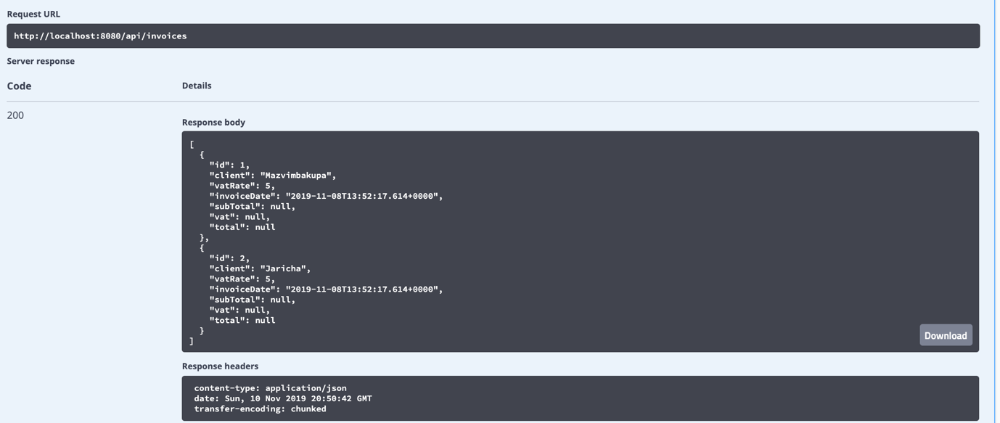 Request URL
http://localhost:8080/api/invoices
Server response
Code Details
200
Response body
[
  {
    "id": 1,
    "client": "Mazvimbakupa",
    "vatRate": 5,
    "invoiceDate": "2019-11-08T13:52:17.614+0000",
    "subTotal": null,
    "vat": null,
    "total": null
  },
  {
    "id": 2,
    "client": "Jaricha",
    "vatRate": 5,
    "invoiceDate": "2019-11-08T13:52:17.614+0000",
    "subTotal": null,
    "vat": null,
    "total": null
  }
]
Download
Response headers
content-type: application/json
date: Sun, 10 Nov 2019 20:50:42 GMT
transfer-encoding: chunked